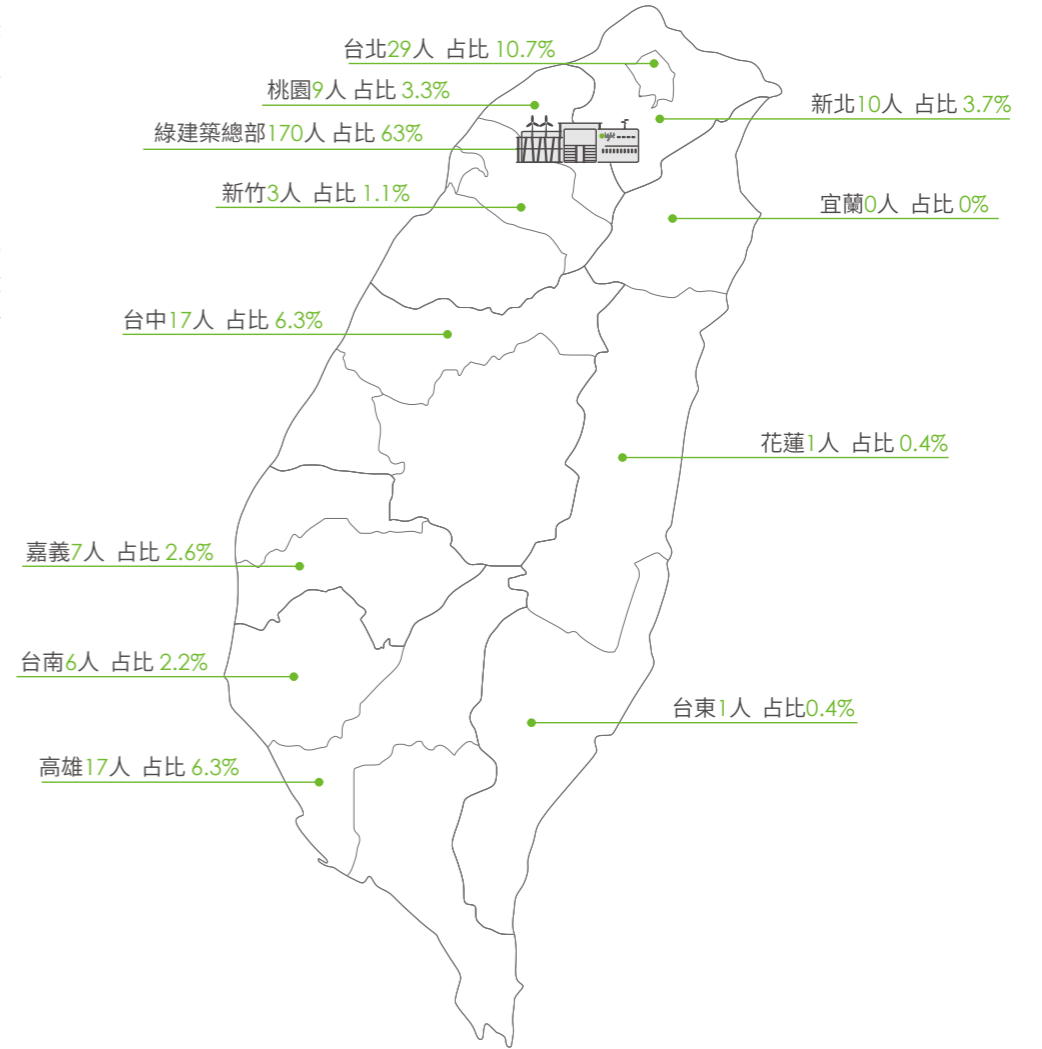 台北29人 占比 10.7%
桃園9人 占比 3.3%
新北10人 占比 3.7%
綠建築總部170人 占比 63%
新竹3人 占比 1.1%
宜蘭0人 占比 0%
台中17人 占比 6.3%
花蓮1人 占比 0.4%
嘉義7人 占比 2.6%
台南6人 占比 2.2%
台東1人 占比0.4%
高雄17人 占比 6.3%